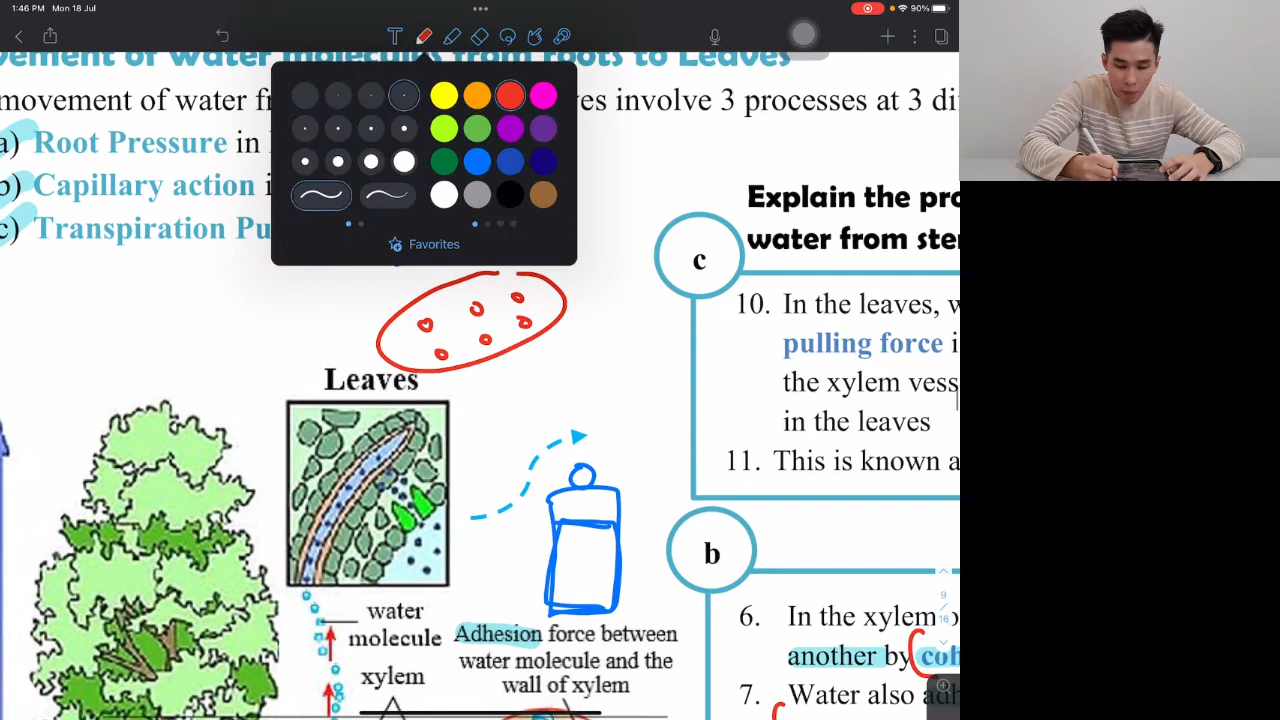 1:46 PM Mon 18 Jul
90%
vement of Water molecules from roots to Leaves
movement of water
ves involve 3 processes at 3 di
a) Root Pressure in
b) Capillary action
c) Transpiration Pu
Favorites
Explain the pro
water from ste
c
10. In the leaves, w
pulling force i
the xylem vess
in the leaves
11. This is known a
Leaves
water
molecule
xylem
Adhesion force between
water molecule and the
wall of xylem
b
9
/
16
6. In the xylem
another by coh
7. Water also adh